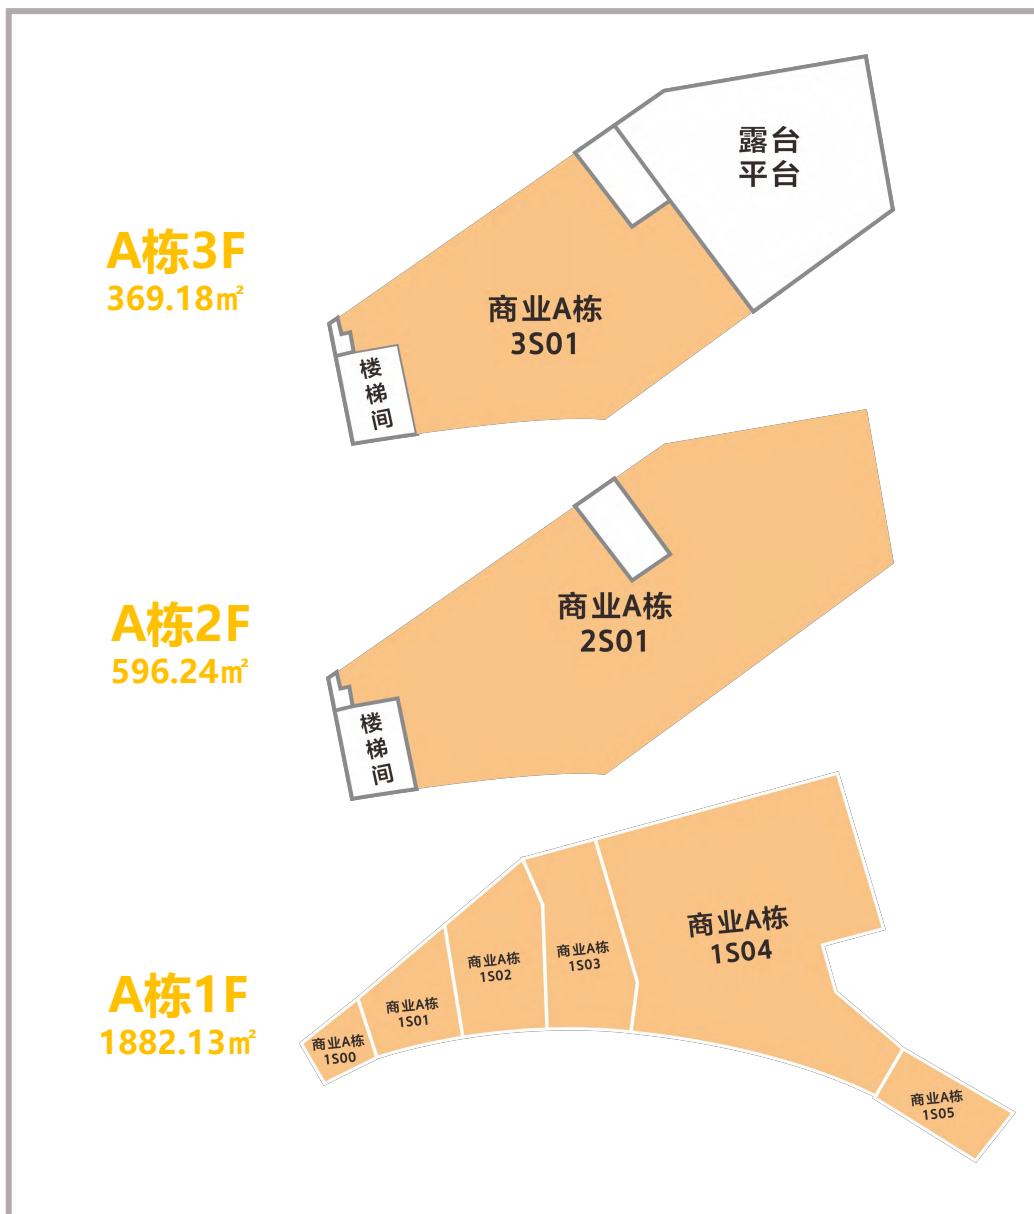 露台
平台
A栋3F
369.18㎡
商业A栋
3S01
楼
梯
间
A栋2F
596.24㎡
商业A栋
2S01
楼
梯
间
A栋1F
1882.13㎡
商业A栋
1S04
商业A栋
1S03
商业A栋
1S02
商业A栋
1S01
商业A栋
1S00
商业A栋
1S05